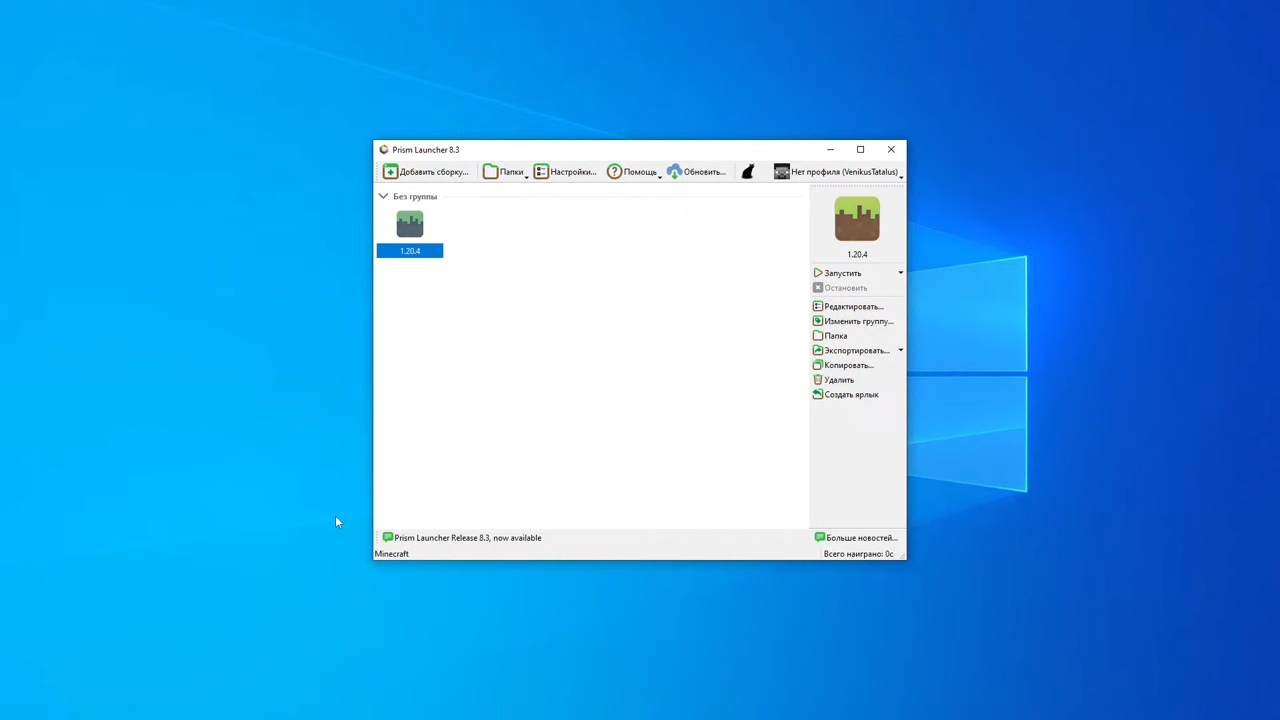 Prism Launcher 8.3
Добавить сборку...
Папки
Настройки...
Помощь
Обновить...
Нет профиля (VenikusTatalus)
Без группы
1.20.4
1.20.4
Запустить
Остановить
Редактировать...
Изменить группу...
Папка
Экспортировать...
Копировать...
Удалить
Создать ярлык
Prism Launcher Release 8.3, now available
Больше новостей...
Minecraft
Всего наиграно: 0с